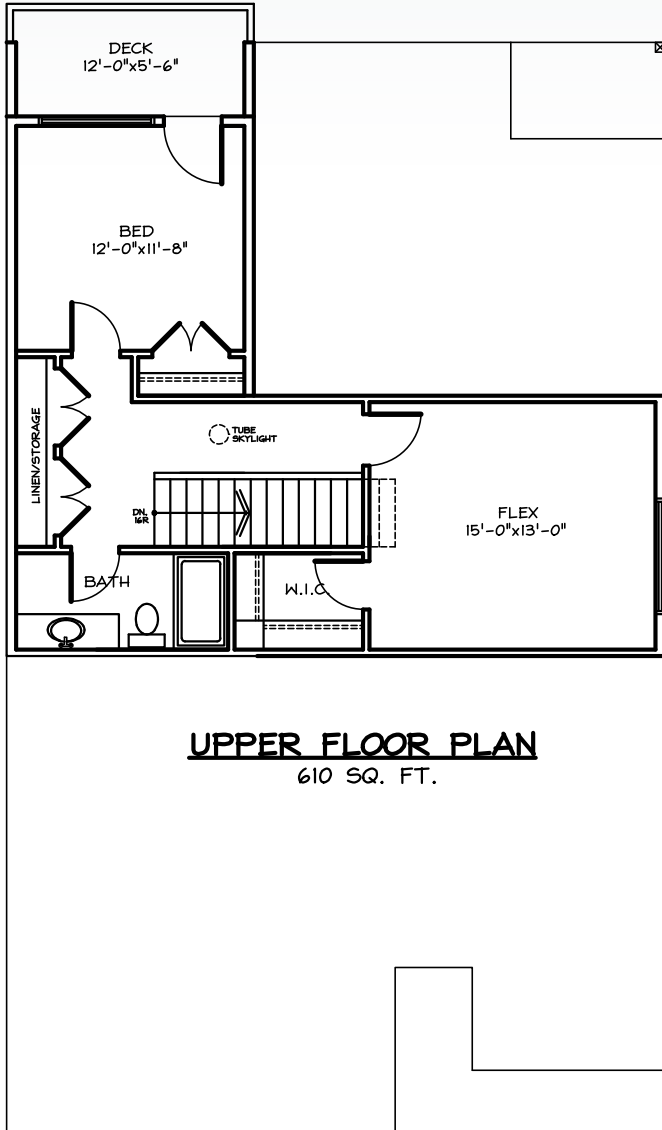 DECK
12'-0"x5'-6"
BED
12'-0"x11'-8"
LINEN/STORAGE
TUBE
SKYLIGHT
DN.
16R
FLEX
15'-0"x13'-0"
BATH
W.I.C.
UPPER FLOOR PLAN
610 SQ. FT.